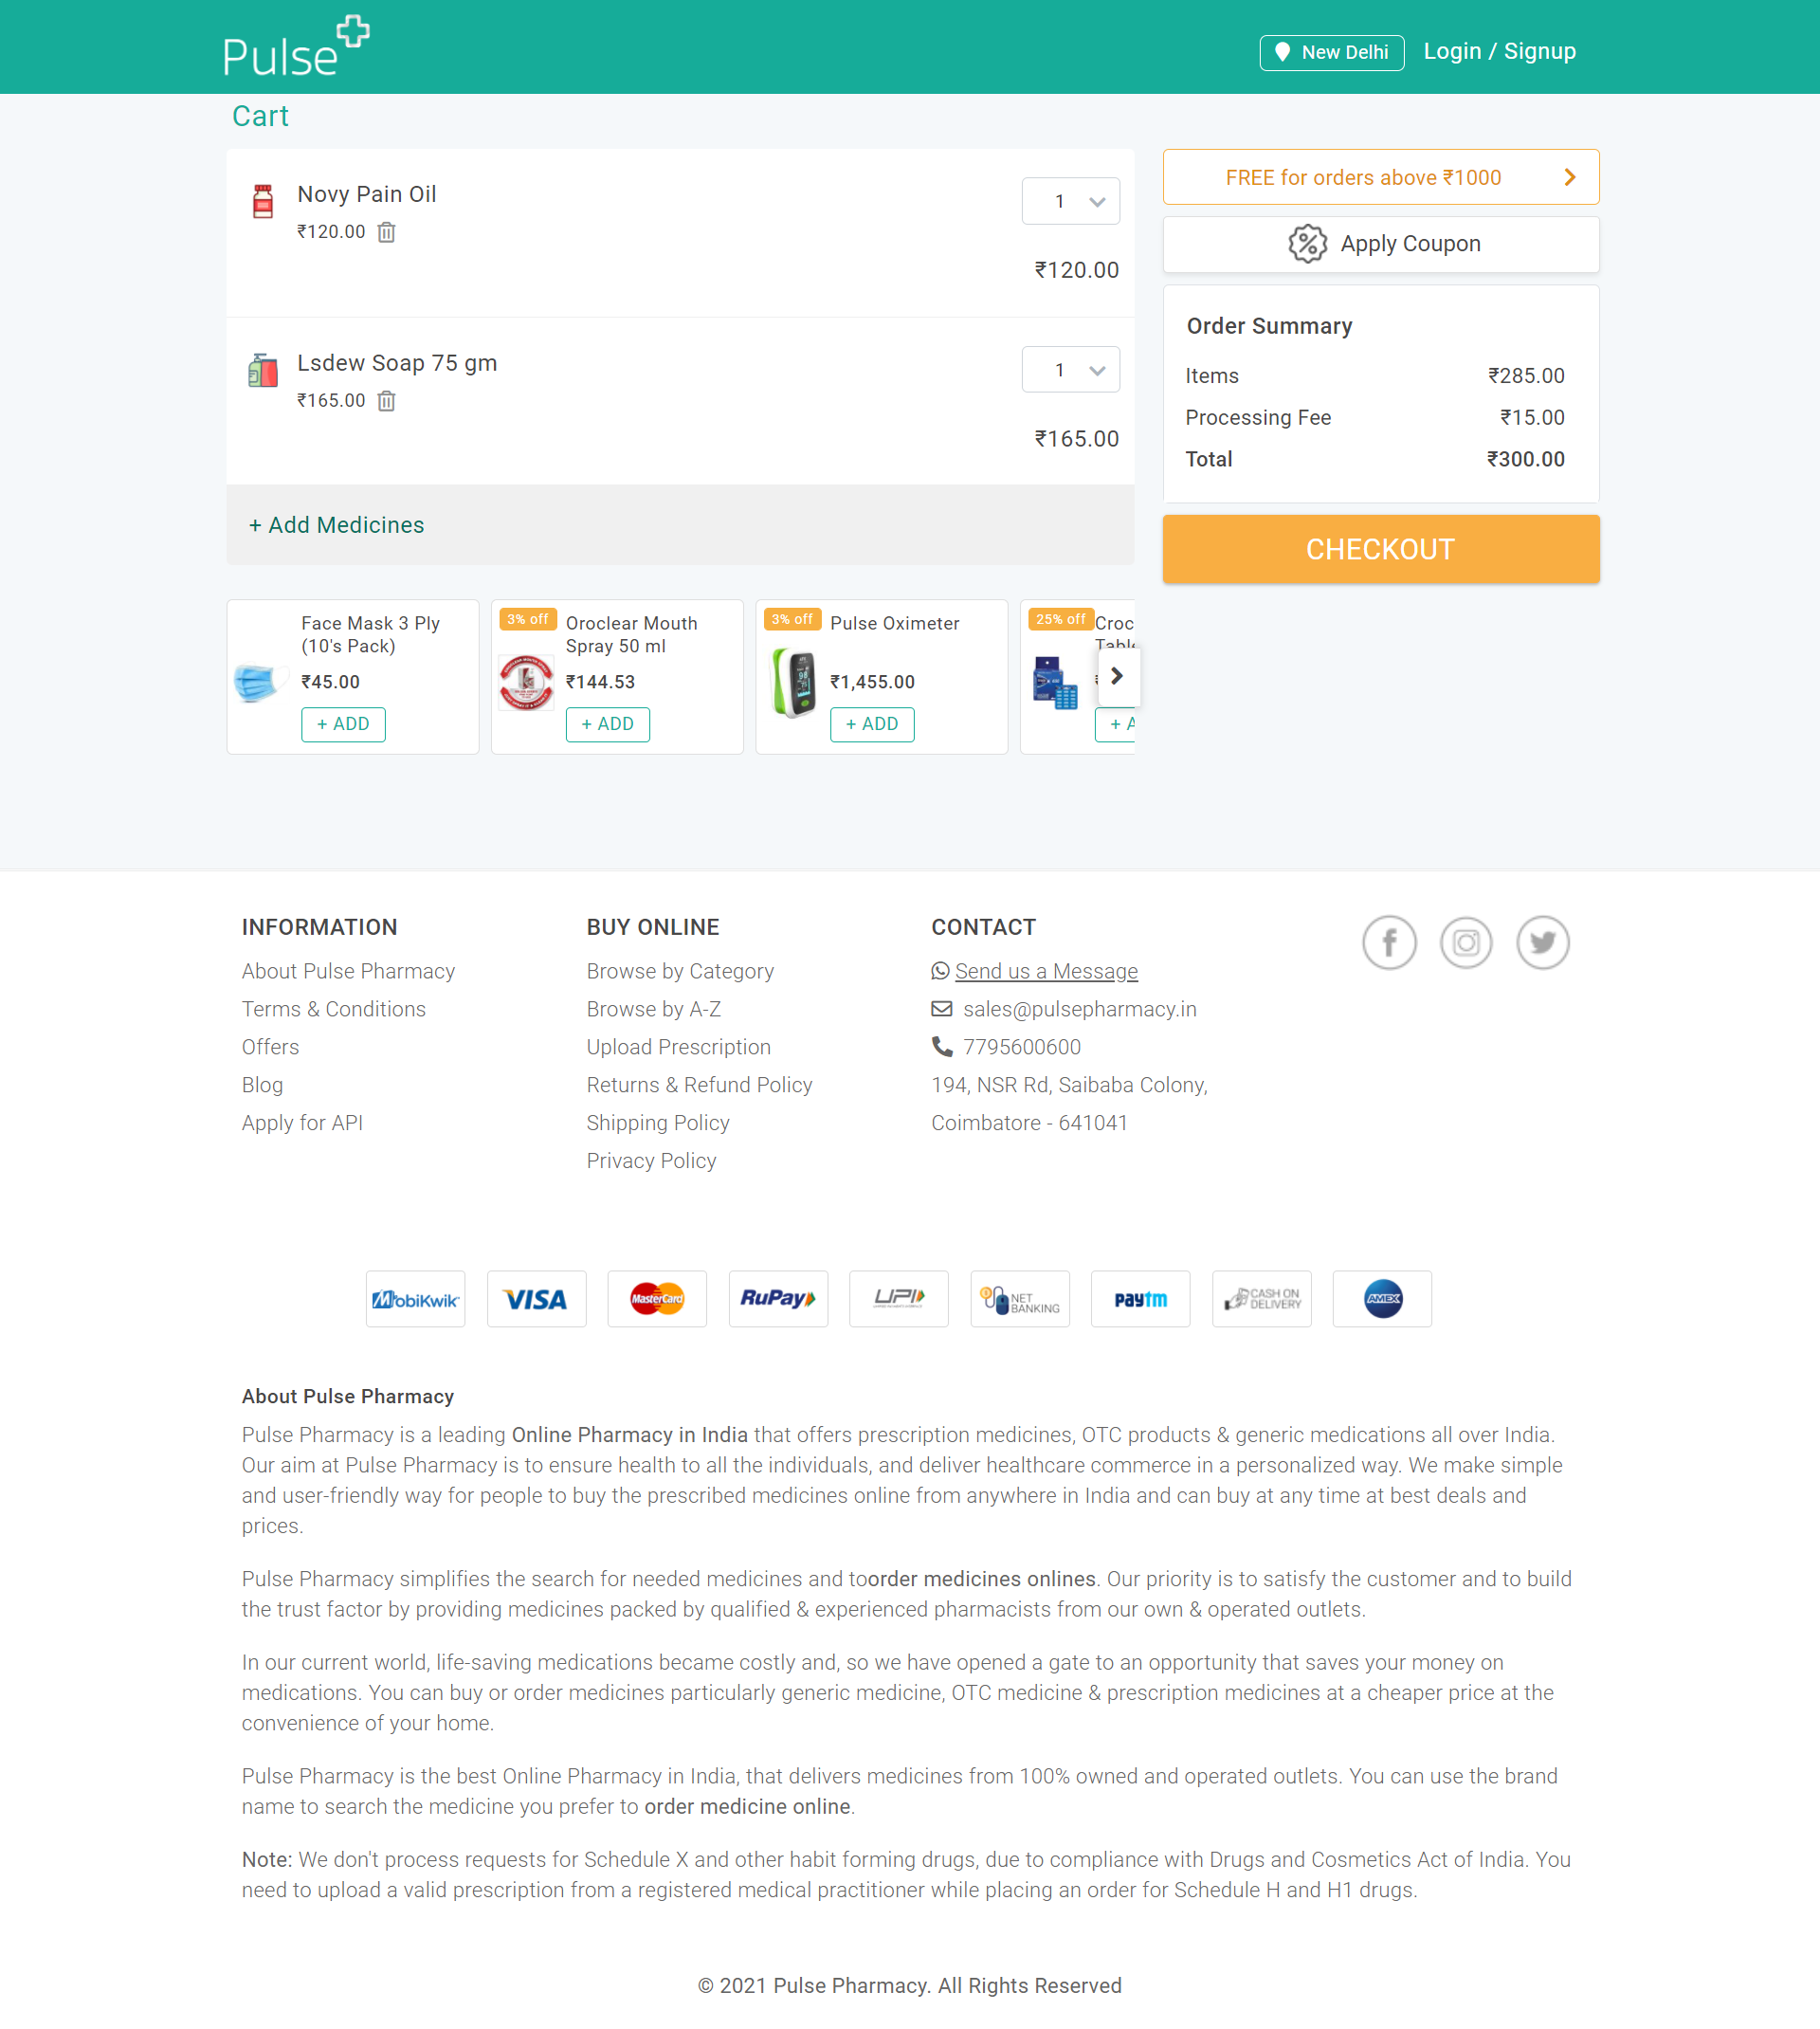 Pulse
New Delhi
Login / Signup
Cart
Novy Pain Oil
1
₹120.00
₹120.00
Lsdew Soap 75 gm
1
₹165.00
₹165.00
+ Add Medicines
FREE for orders above ₹1000
Apply Coupon
Order Summary
Items ₹285.00
Processing Fee ₹15.00
Total ₹300.00
CHECKOUT
Face Mask 3 Ply
(10's Pack)
₹45.00
+ ADD
3% off
Oroclear Mouth
Spray 50 ml
₹144.53
+ ADD
3% off
Pulse Oximeter
₹1,455.00
+ ADD
25% off
Croc
+ A
INFORMATION
About Pulse Pharmacy
Terms & Conditions
Offers
Blog
Apply for API
BUY ONLINE
Browse by Category
Browse by A-Z
Upload Prescription
Returns & Refund Policy
Shipping Policy
Privacy Policy
CONTACT
Send us a Message
sales@pulsepharmacy.in
7795600600
194, NSR Rd, Saibaba Colony,
Coimbatore - 641041
MobiKwik
VISA
MasterCard
RuPay
UPI
NET
BANKING
paytm
CASH ON
DELIVERY
AMEX
About Pulse Pharmacy
Pulse Pharmacy is a leading Online Pharmacy in India that offers prescription medicines, OTC products & generic medications all over India.
Our aim at Pulse Pharmacy is to ensure health to all the individuals, and deliver healthcare commerce in a personalized way. We make simple
and user-friendly way for people to buy the prescribed medicines online from anywhere in India and can buy at any time at best deals and
prices.
Pulse Pharmacy simplifies the search for needed medicines and toorder medicines onlines. Our priority is to satisfy the customer and to build
the trust factor by providing medicines packed by qualified & experienced pharmacists from our own & operated outlets.
In our current world, life-saving medications became costly and, so we have opened a gate to an opportunity that saves your money on
medications. You can buy or order medicines particularly generic medicine, OTC medicine & prescription medicines at a cheaper price at the
convenience of your home.
Pulse Pharmacy is the best Online Pharmacy in India, that delivers medicines from 100% owned and operated outlets. You can use the brand
name to search the medicine you prefer to order medicine online.
Note: We don't process requests for Schedule X and other habit forming drugs, due to compliance with Drugs and Cosmetics Act of India. You
need to upload a valid prescription from a registered medical practitioner while placing an order for Schedule H and H1 drugs.
© 2021 Pulse Pharmacy. All Rights Reserved